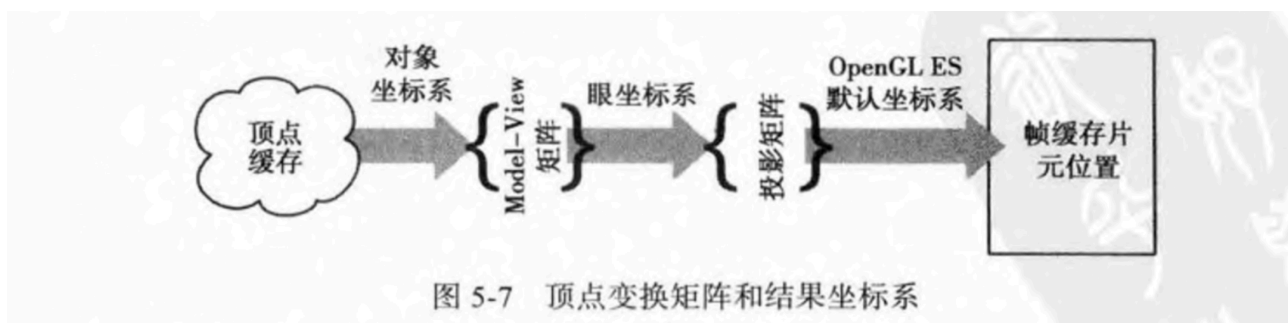 对象
坐标系
OpenGL ES
默认坐标系
眼坐标系
顶点
缓存
Model-View
矩阵
投影矩阵
帧缓存片
元位置
图 5-7 顶点变换矩阵和结果坐标系